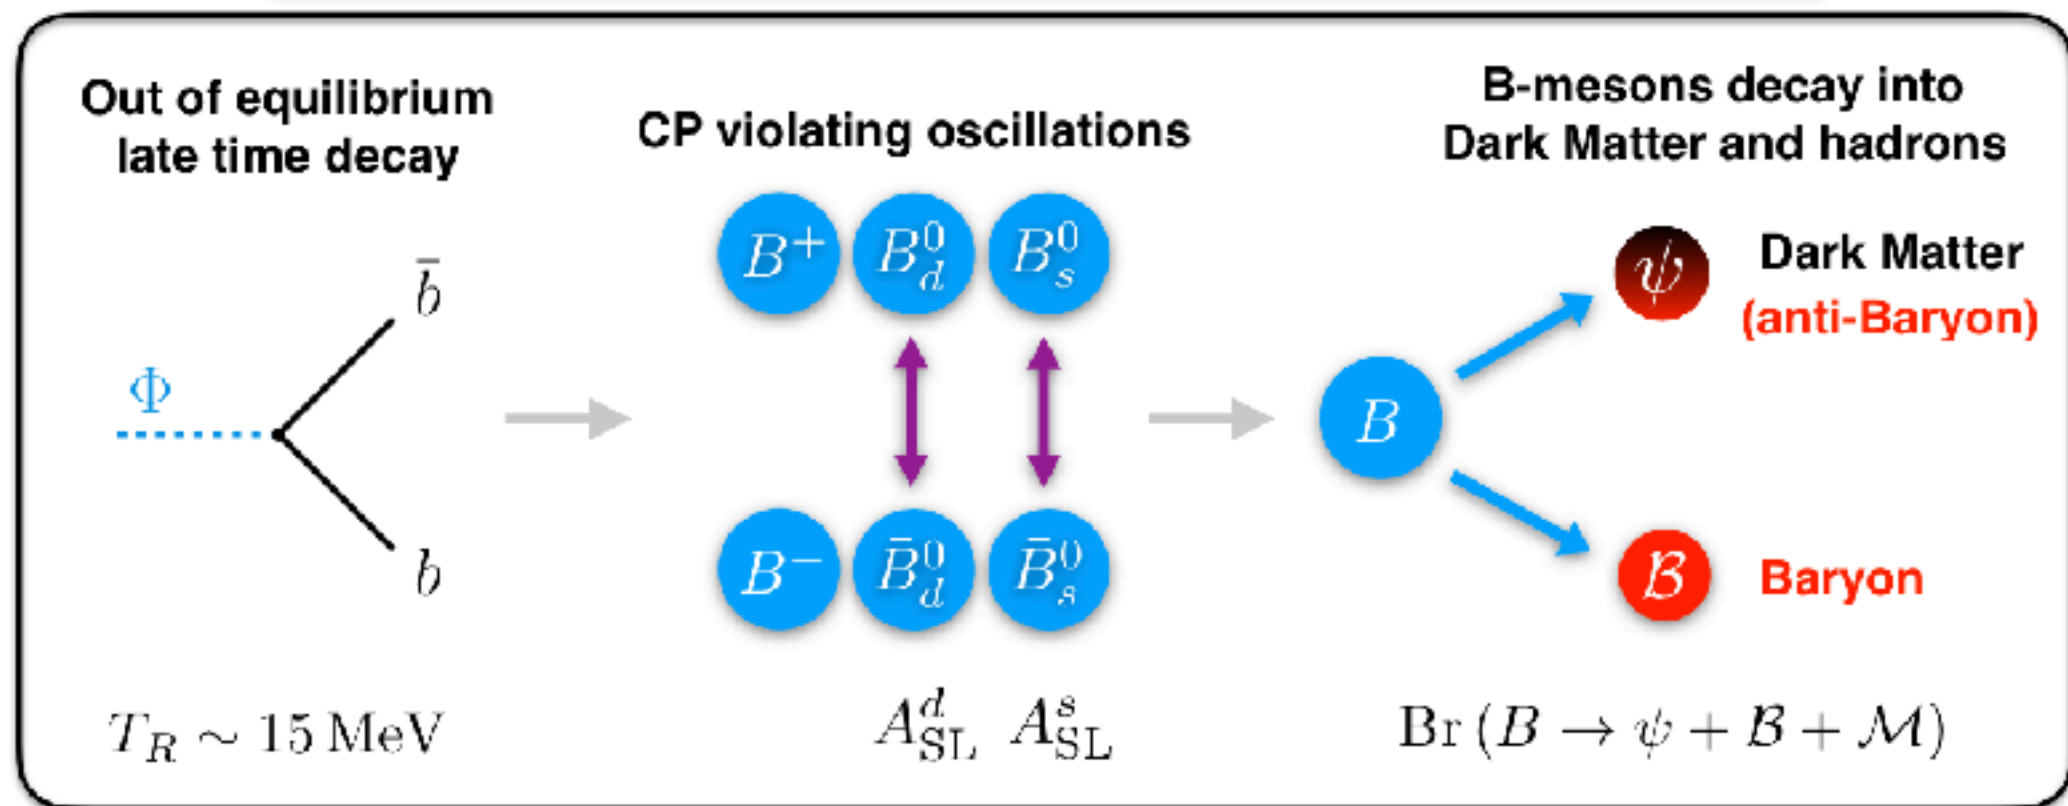 Out of equilibrium
late time decay
Φ
b̄
b
T_R ∼ 15 MeV
CP violating oscillations
B⁺ B⁰_d B⁰_s
B⁻ B̄⁰_d B̄⁰_s
A^d_SL A^s_SL
B-mesons decay into
Dark Matter and hadrons
B
ψ
Dark Matter
(anti-Baryon)
ℬ
Baryon
Br (B → ψ + ℬ + ℳ)